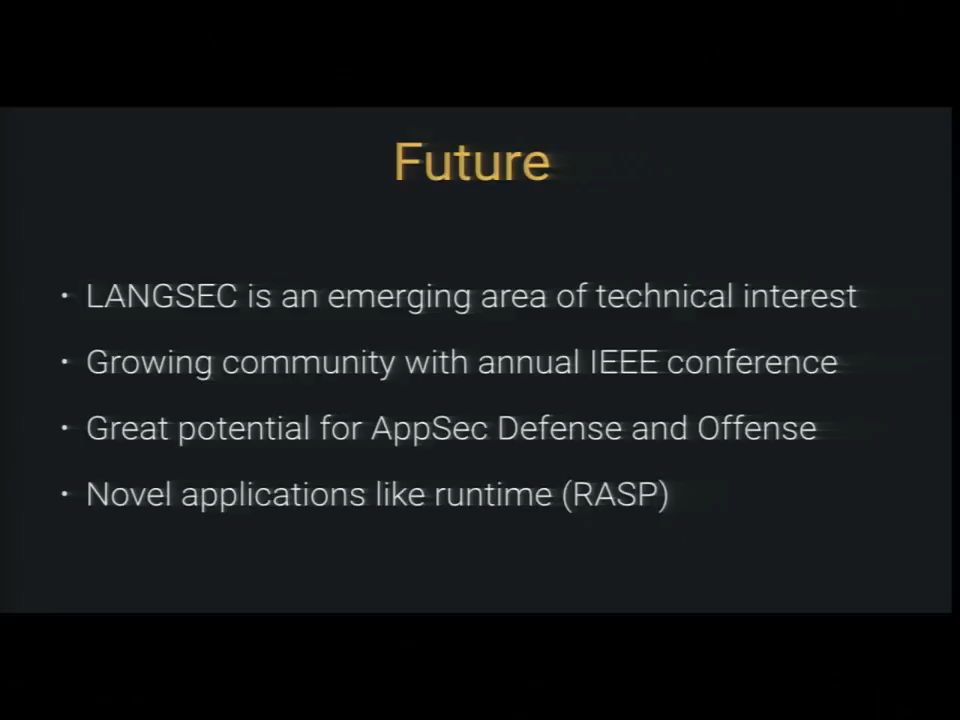 Future
· LANGSEC is an emerging area of technical interest
· Growing community with annual IEEE conference
· Great potential for AppSec Defense and Offense
· Novel applications like runtime (RASP)